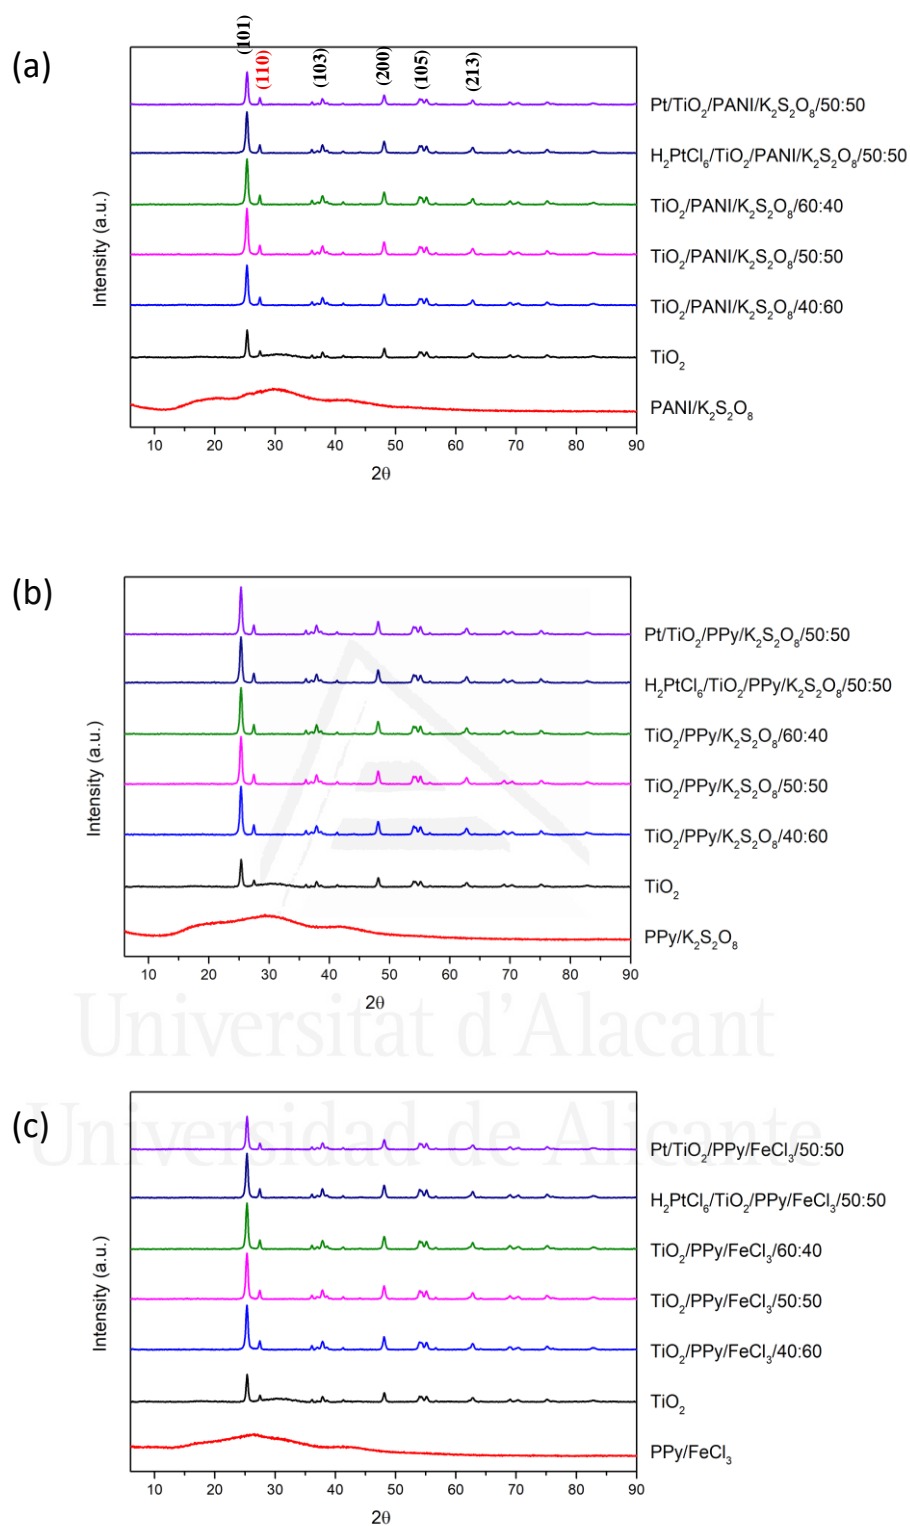 (a)
(101)
(110)
(103)
(200)
(105)
(213)
Pt/TiO₂/PANI/K₂S₂O₈/50:50
H₂PtCl₆/TiO₂/PANI/K₂S₂O₈/50:50
TiO₂/PANI/K₂S₂O₈/60:40
TiO₂/PANI/K₂S₂O₈/50:50
TiO₂/PANI/K₂S₂O₈/40:60
TiO₂
PANI/K₂S₂O₈
Intensity (a.u.)
10 20 30 40 50 60 70 80 90
2θ
(b)
Pt/TiO₂/PPy/K₂S₂O₈/50:50
H₂PtCl₆/TiO₂/PPy/K₂S₂O₈/50:50
TiO₂/PPy/K₂S₂O₈/60:40
TiO₂/PPy/K₂S₂O₈/50:50
TiO₂/PPy/K₂S₂O₈/40:60
TiO₂
PPy/K₂S₂O₈
Intensity (a.u.)
10 20 30 40 50 60 70 80 90
2θ
Universitat d'Alacant
Universidad de Alicante
(c)
Pt/TiO₂/PPy/FeCl₃/50:50
H₂PtCl₆/TiO₂/PPy/FeCl₃/50:50
TiO₂/PPy/FeCl₃/60:40
TiO₂/PPy/FeCl₃/50:50
TiO₂/PPy/FeCl₃/40:60
TiO₂
PPy/FeCl₃
Intensity (a.u.)
10 20 30 40 50 60 70 80 90
2θ